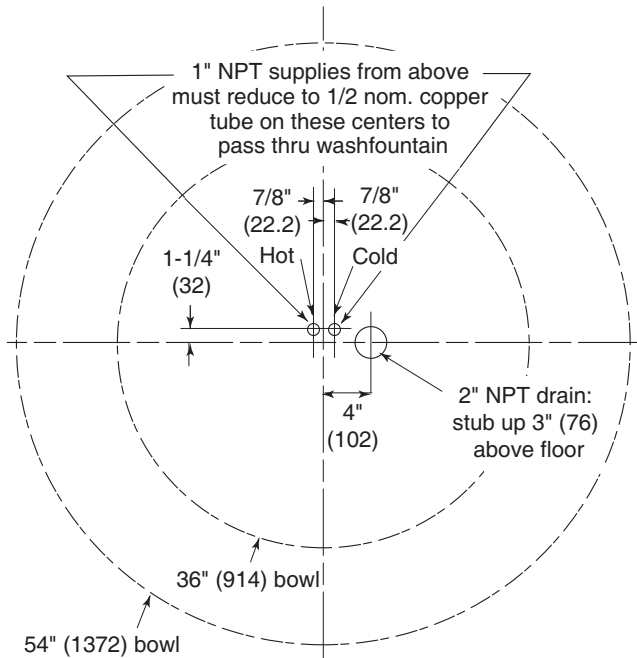 1" NPT supplies from above
must reduce to 1/2 nom. copper
tube on these centers to
pass thru washfountain
7/8"
(22.2)
7/8"
(22.2)
1-1/4"
(32)
Hot
Cold
4"
(102)
2" NPT drain:
stub up 3" (76)
above floor
36" (914) bowl
54" (1372) bowl